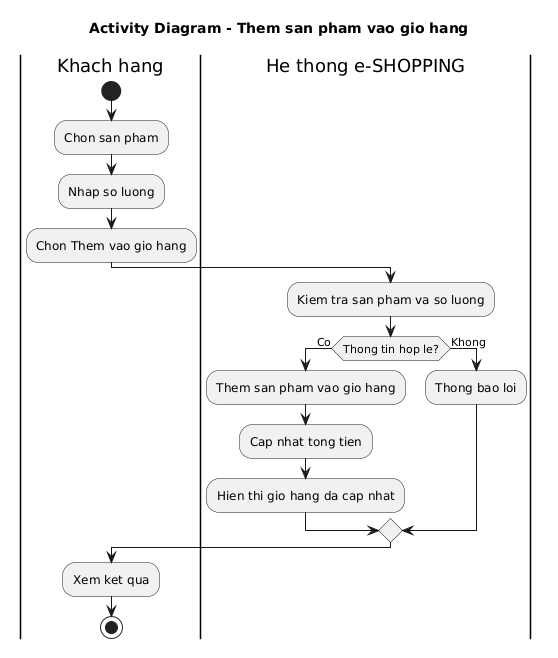 Activity Diagram - Them san pham vao gio hang
Khach hang
He thong e-SHOPPING
Chon san pham
Nhap so luong
Chon Them vao gio hang
Kiem tra san pham va so luong
Thong tin hop le?
Co
Khong
Them san pham vao gio hang
Thong bao loi
Cap nhat tong tien
Hien thi gio hang da cap nhat
Xem ket qua